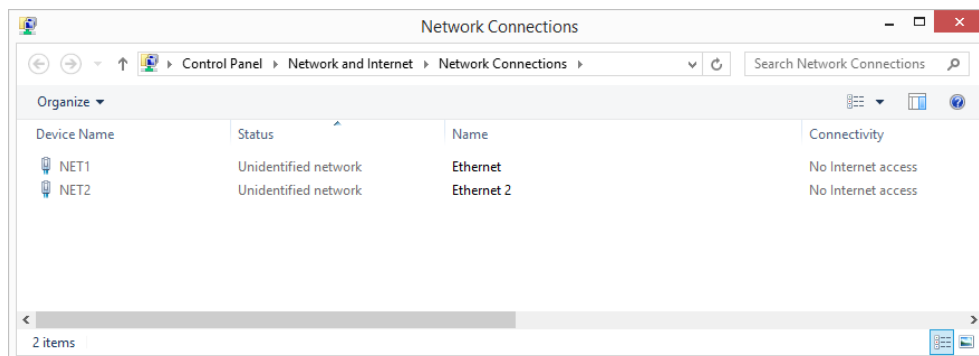 Network Connections
Control Panel Network and Internet Network Connections Search Network Connections
Organize
Device Name Status Name Connectivity
NET1 Unidentified network Ethernet No Internet access
NET2 Unidentified network Ethernet 2 No Internet access
2 items